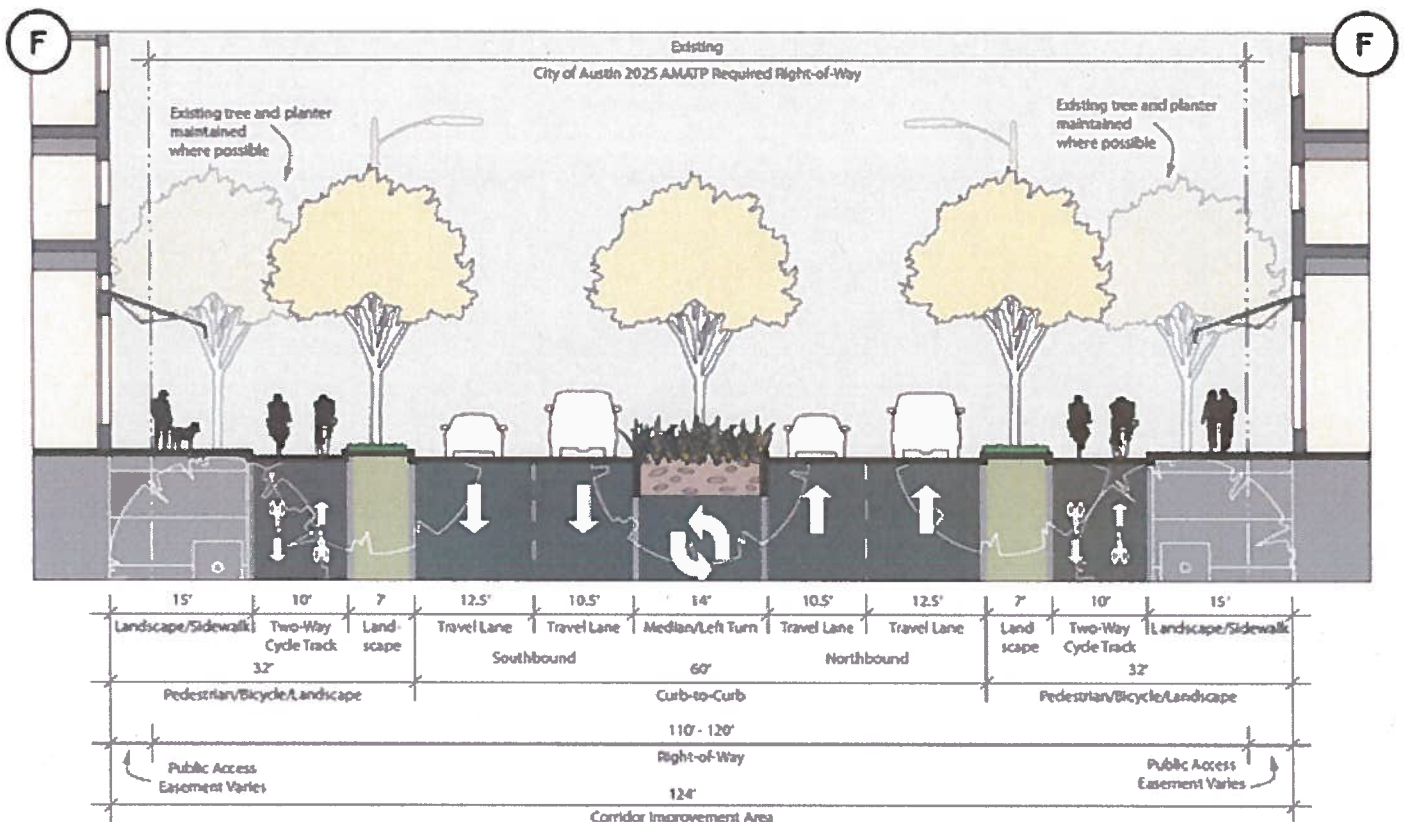 F
F
Existing
City of Austin 2025 AMATP Required Right-of-Way
Existing tree and planter
maintained
where possible
Existing tree and planter
maintained
where possible
15' 10' 7' 12.5' 10.5' 14' 10.5' 12.5' 7' 10' 15'
Landscape/Sidewalk Two-Way Land- Travel Lane Travel Lane Median/Left Turn Travel Lane Travel Lane Land Two-Way Landscape/Sidewalk
Cycle Track scape scape Cycle Track
Southbound Northbound
32' 60' 32'
Pedestrian/Bicycle/Landscape Curb-to-Curb Pedestrian/Bicycle/Landscape
110' - 120'
Right-of-Way
Public Access
Easement Varies
Public Access
Easement Varies
124'
Corridor Improvement Area